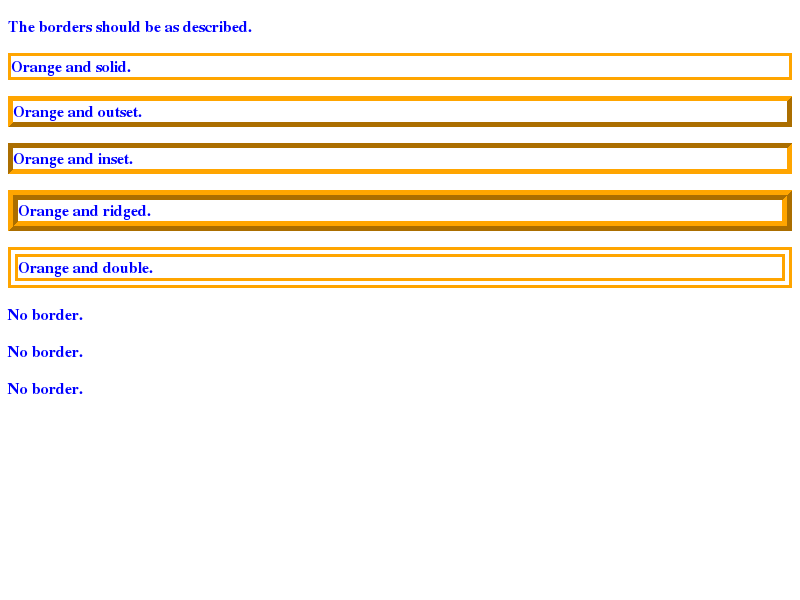 The borders should be as described.
Orange and solid.
Orange and outset.
Orange and inset.
Orange and ridged.
Orange and double.
No border.
No border.
No border.